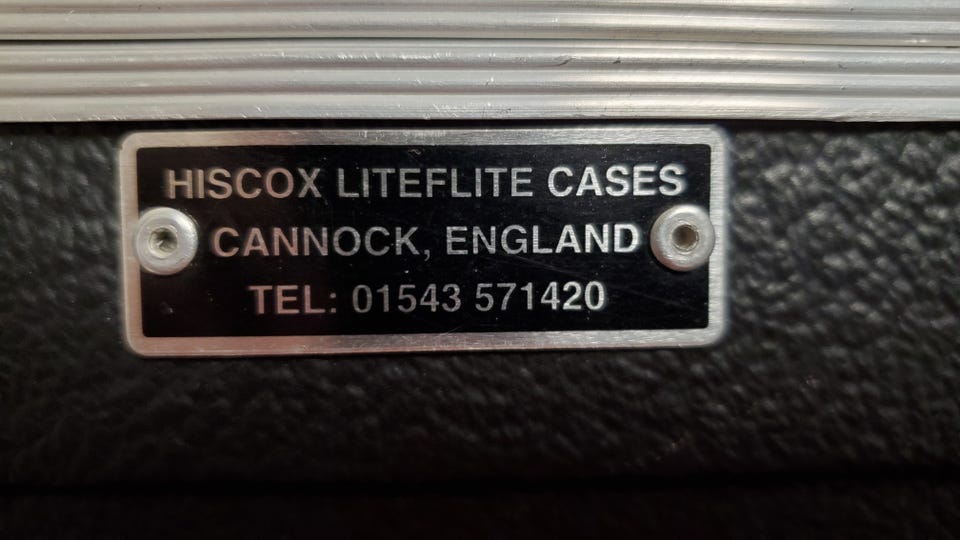 HISCOX LITEFLITE CASES
CANNOCK, ENGLAND
TEL: 01543 571420